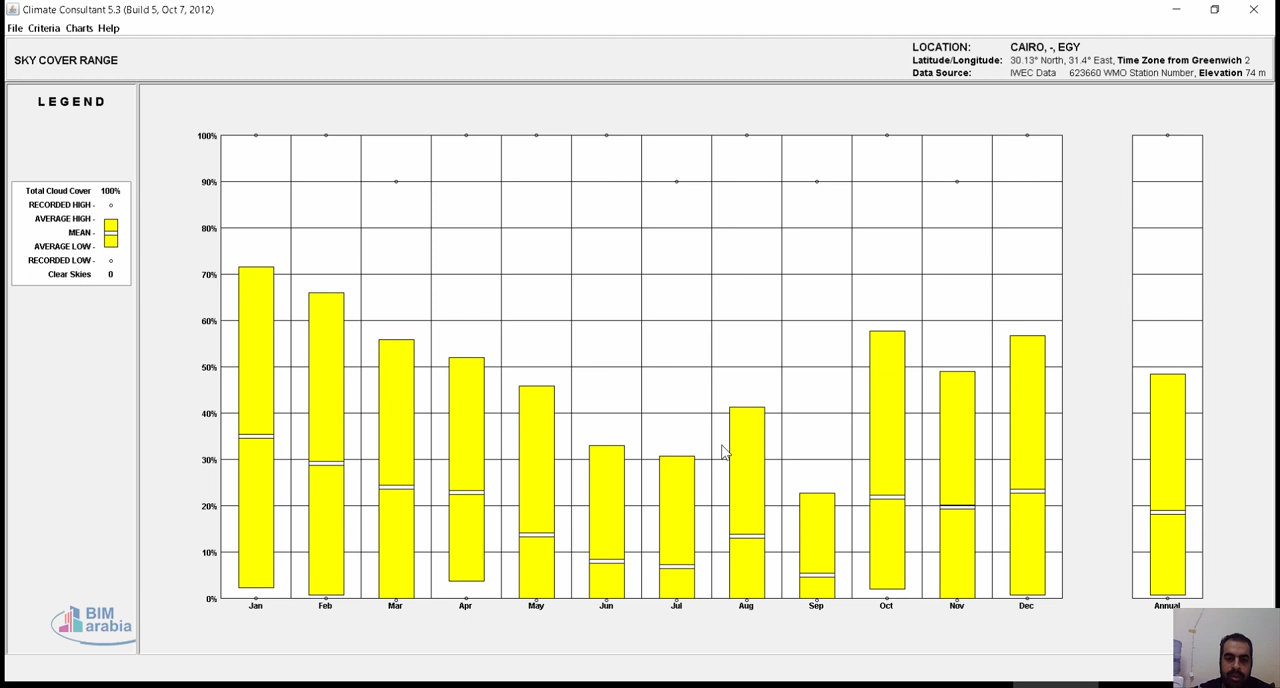 Climate Consultant 5.3 (Build 5, Oct 7, 2012)
File Criteria Charts Help
SKY COVER RANGE
LOCATION: CAIRO, -, EGY
Latitude/Longitude: 30.13° North, 31.4° East, Time Zone from Greenwich 2
Data Source: IWEC Data 623660 WMO Station Number, Elevation 74 m
LEGEND
Total Cloud Cover 100%
RECORDED HIGH -
AVERAGE HIGH -
MEAN -
AVERAGE LOW -
RECORDED LOW -
Clear Skies 0
100%
90%
80%
70%
60%
50%
40%
30%
20%
10%
0%
Jan Feb Mar Apr May Jun Jul Aug Sep Oct Nov Dec Annual
BIM
arabia